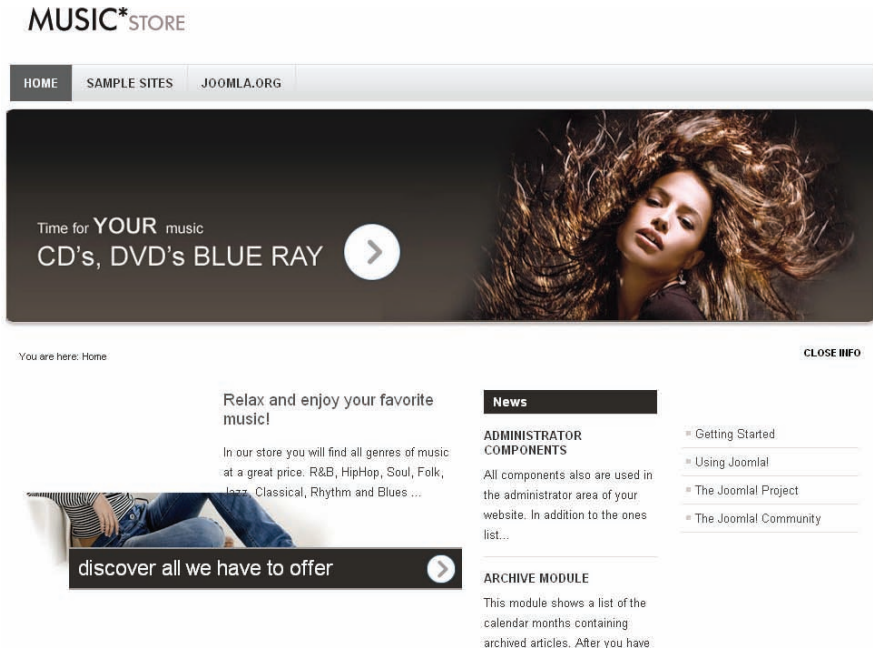 MUSIC*STORE
HOME SAMPLE SITES JOOMLA.ORG
Time for YOUR music
CD's, DVD's BLUE RAY
You are here: Home
CLOSE INFO
Relax and enjoy your favorite
music!
In our store you will find all genres of music
at a great price. R&B, HipHop, Soul, Folk,
Jazz, Classical, Rhythm and Blues ...
discover all we have to offer
News
ADMINISTRATOR
COMPONENTS
All components also are used in
the administrator area of your
website. In addition to the ones
list...
ARCHIVE MODULE
This module shows a list of the
calendar months containing
archived articles. After you have
Getting Started
Using Joomla!
The Joomla! Project
The Joomla! Community